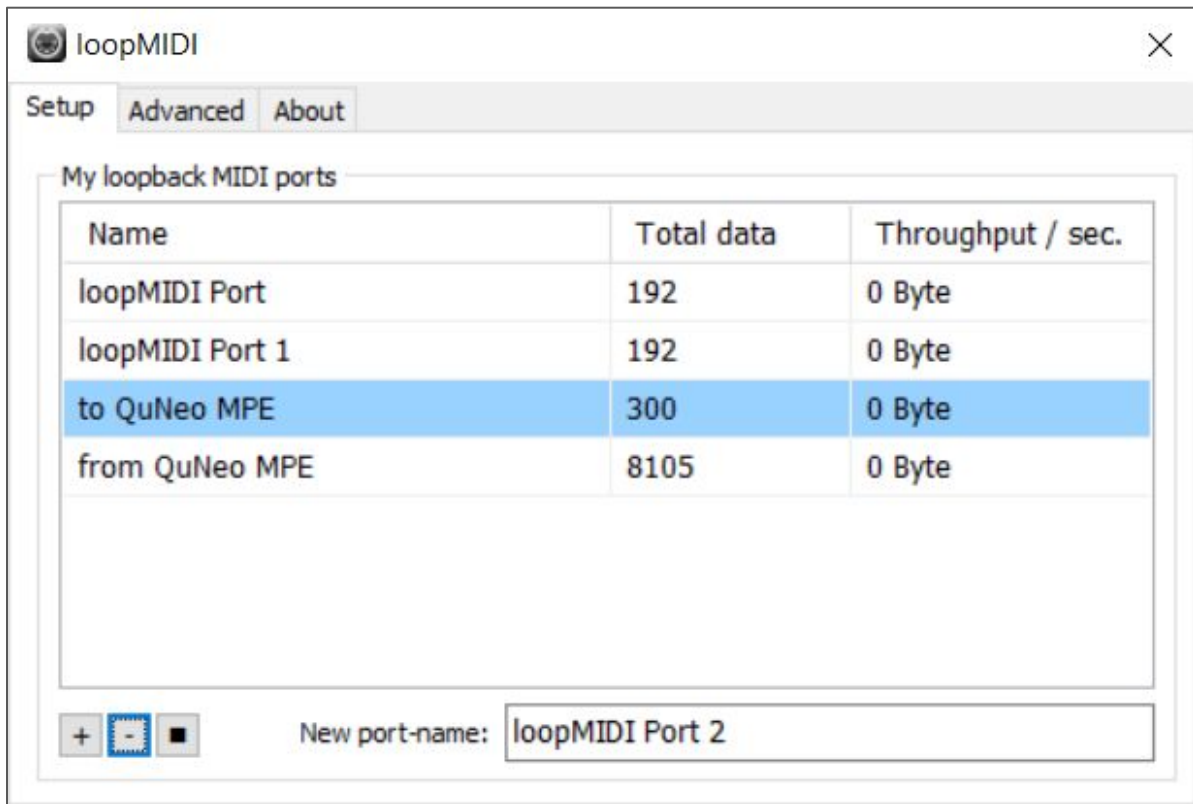 loopMIDI
Setup Advanced About
My loopback MIDI ports
Name Total data Throughput / sec.
loopMIDI Port 192 0 Byte
loopMIDI Port 1 192 0 Byte
to QuNeo MPE 300 0 Byte
from QuNeo MPE 8105 0 Byte
+ - ■ New port-name: loopMIDI Port 2